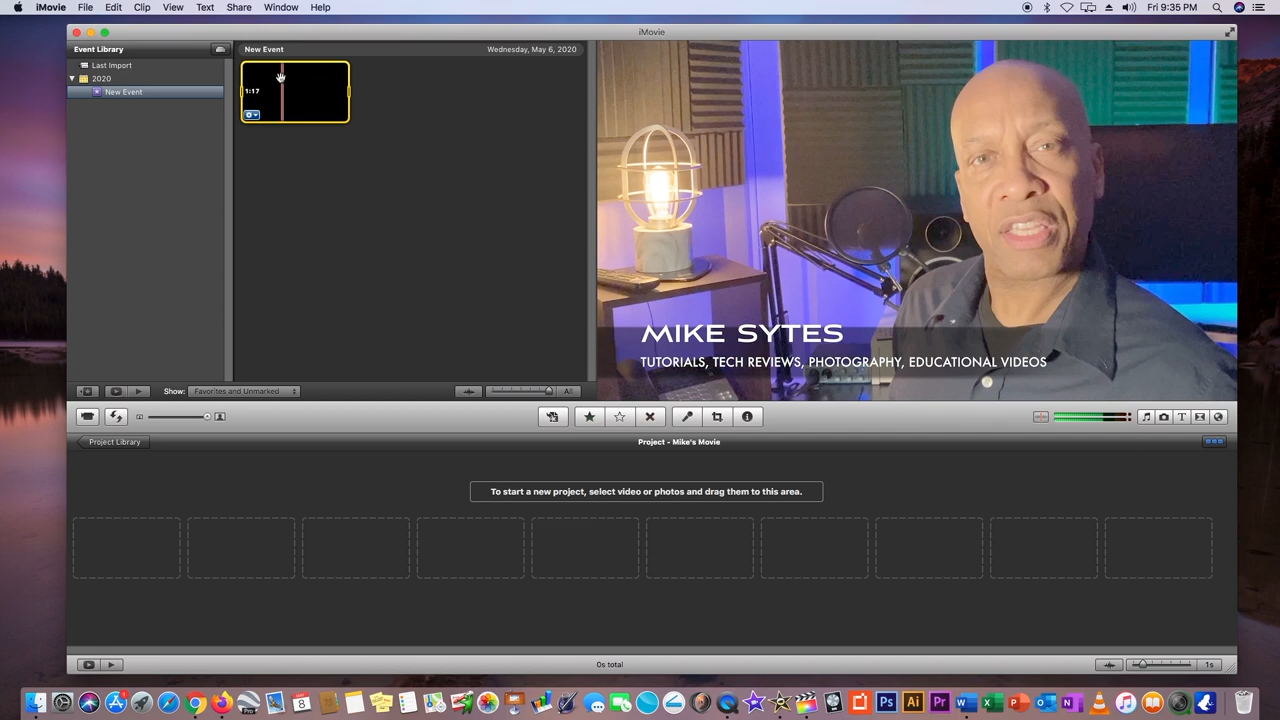 iMovie File Edit Clip View Text Share Window Help
Fri 9:35 PM
iMovie
Event Library
New Event
Wednesday, May 6, 2020
Last Import
2020
New Event
1:17
MIKE SYTES
TUTORIALS, TECH REVIEWS, PHOTOGRAPHY, EDUCATIONAL VIDEOS
Show: Favorites and Unmarked
All
Project Library
Project - Mike's Movie
To start a new project, select video or photos and drag them to this area.
0s total
1s